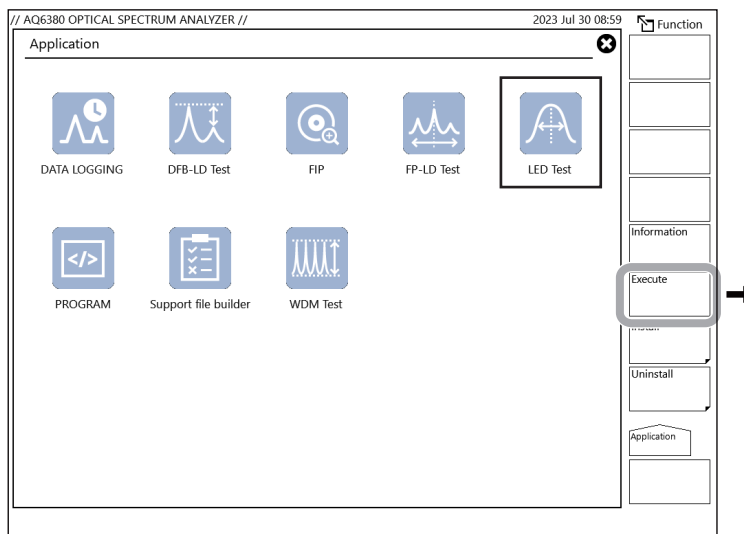 // AQ6380 OPTICAL SPECTRUM ANALYZER // 2023 Jul 30 08:59
Function
Application
DATA LOGGING DFB-LD Test FIP FP-LD Test LED Test
</>
PROGRAM Support file builder WDM Test
Information
Execute
Install
Uninstall
Application